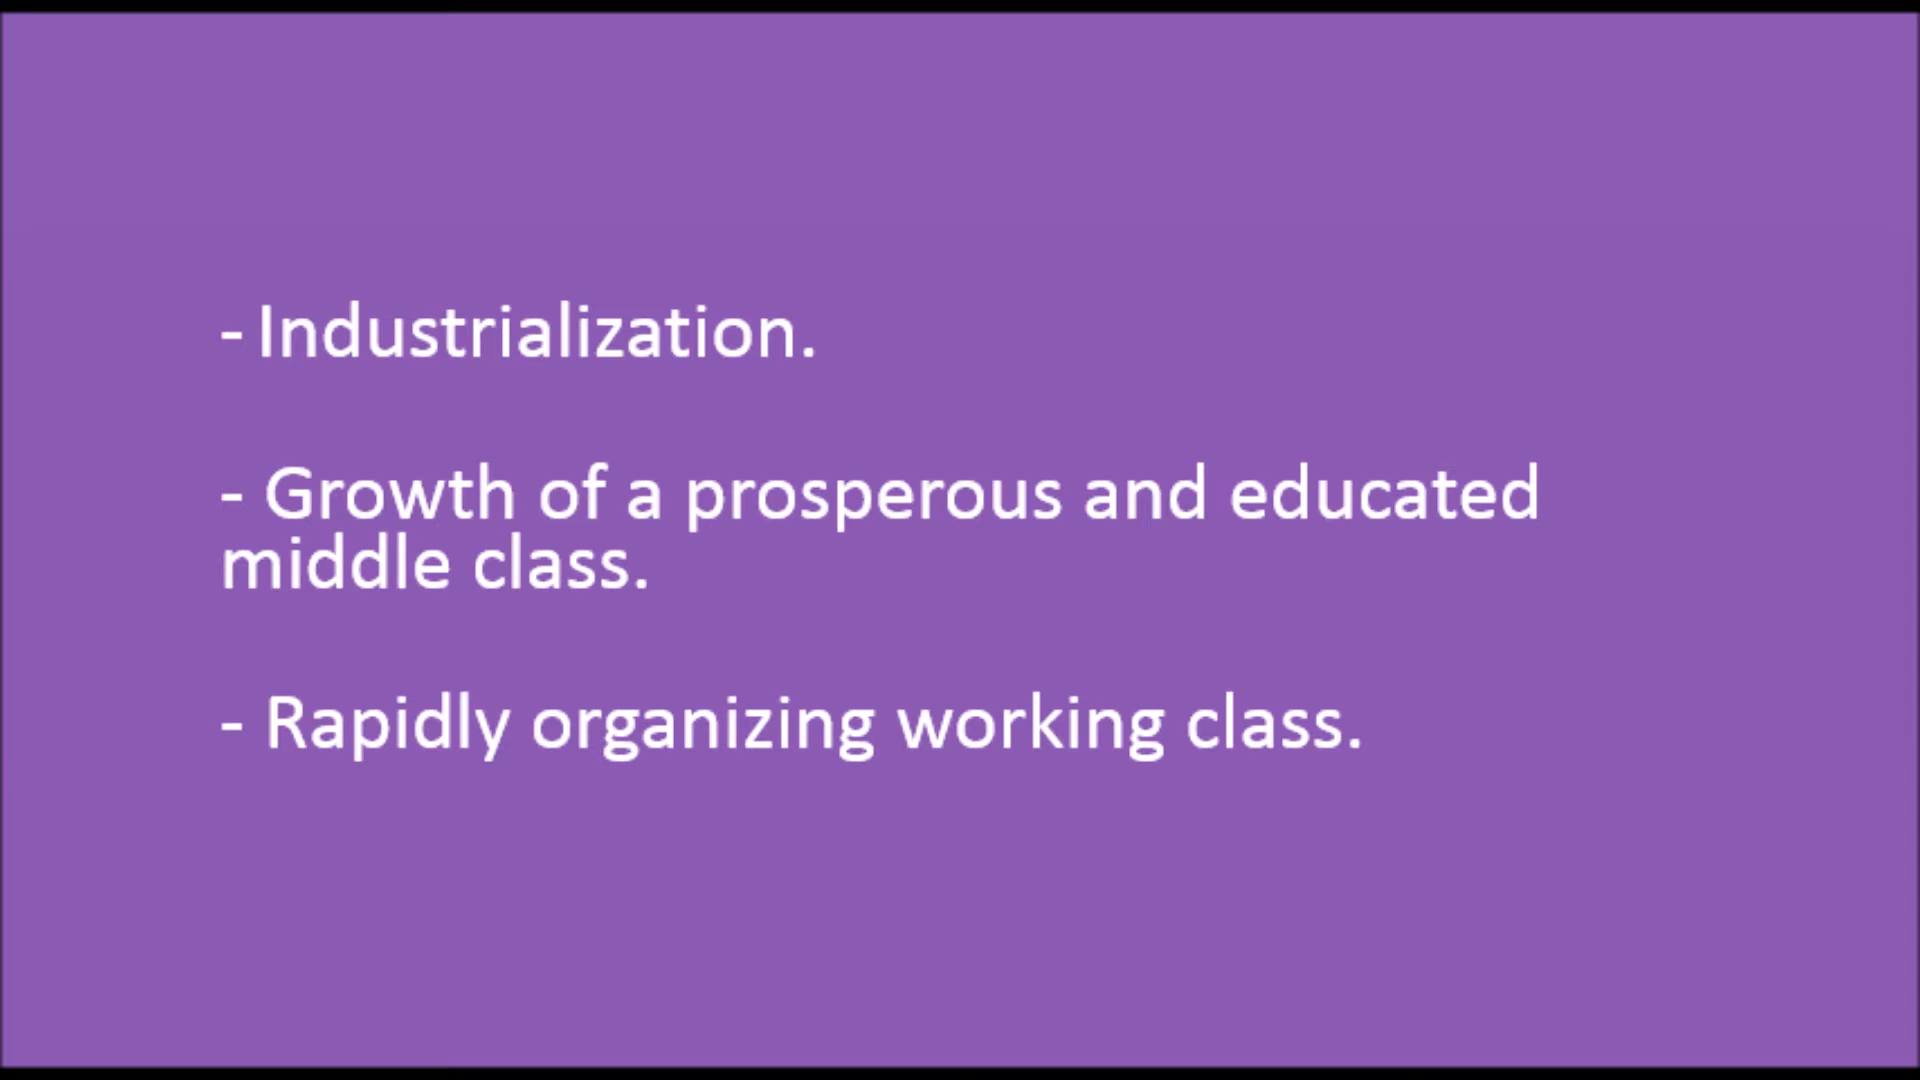 - Industrialization.
- Growth of a prosperous and educated
middle class.
- Rapidly organizing working class.